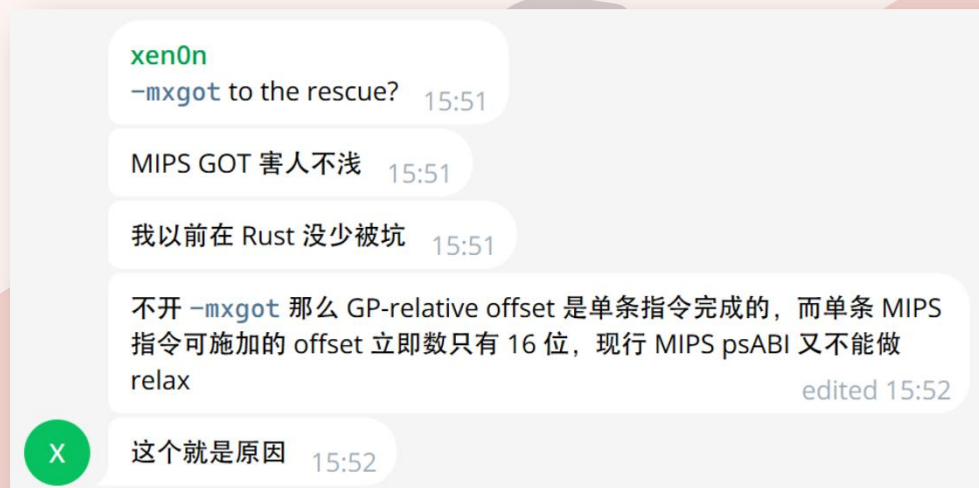 xen0n
-mxgot to the rescue? 15:51
MIPS GOT 害人不浅 15:51
我以前在 Rust 没少被坑 15:51
不开 -mxgot 那么 GP-relative offset 是单条指令完成的，而单条 MIPS
指令可施加的 offset 立即数只有 16 位，现行 MIPS psABI 又不能做
relax edited 15:52
X 这个就是原因 15:52